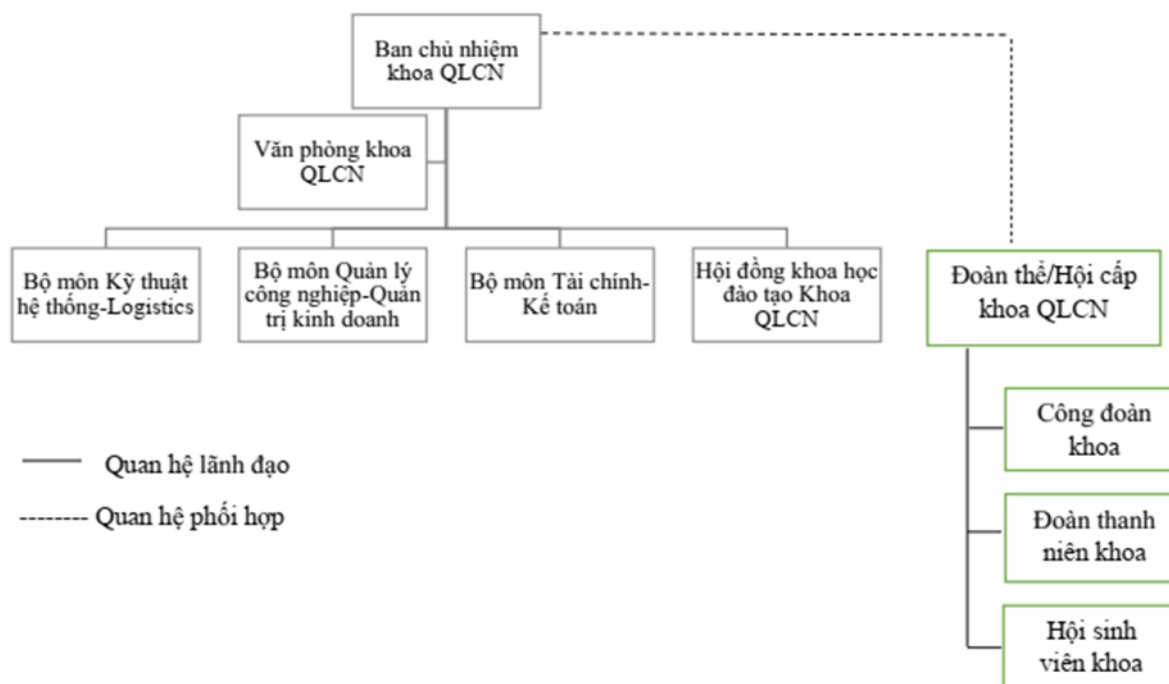 Ban chủ nhiệm
khoa QLCN
Văn phòng khoa
QLCN
Bộ môn Kỹ thuật
hệ thống-Logistics
Bộ môn Quản lý
công nghiệp-Quản
trị kinh doanh
Bộ môn Tài chính-
Kế toán
Hội đồng khoa học
đào tạo Khoa
QLCN
Đoàn thể/Hội cấp
khoa QLCN
Công đoàn
khoa
Đoàn thanh
niên khoa
Hội sinh
viên khoa
Quan hệ lãnh đạo
Quan hệ phối hợp